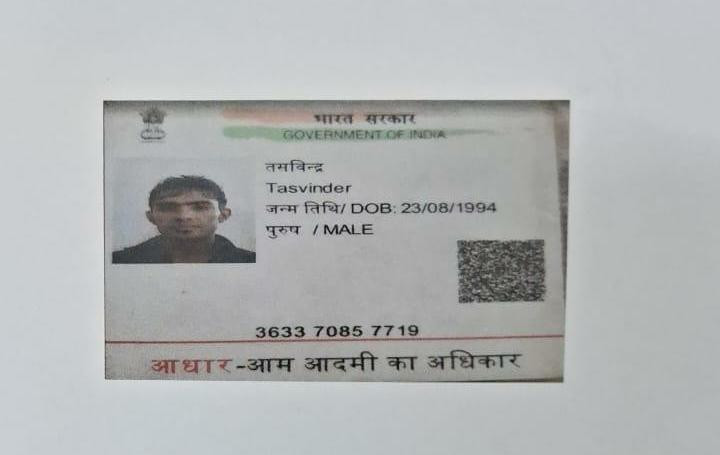 भारत सरकार
GOVERNMENT OF INDIA
तसविन्द्र
Tasvinder
जन्म तिथि/ DOB: 23/08/1994
पुरुष / MALE
3633 7085 7719
आधार-आम आदमी का अधिकार